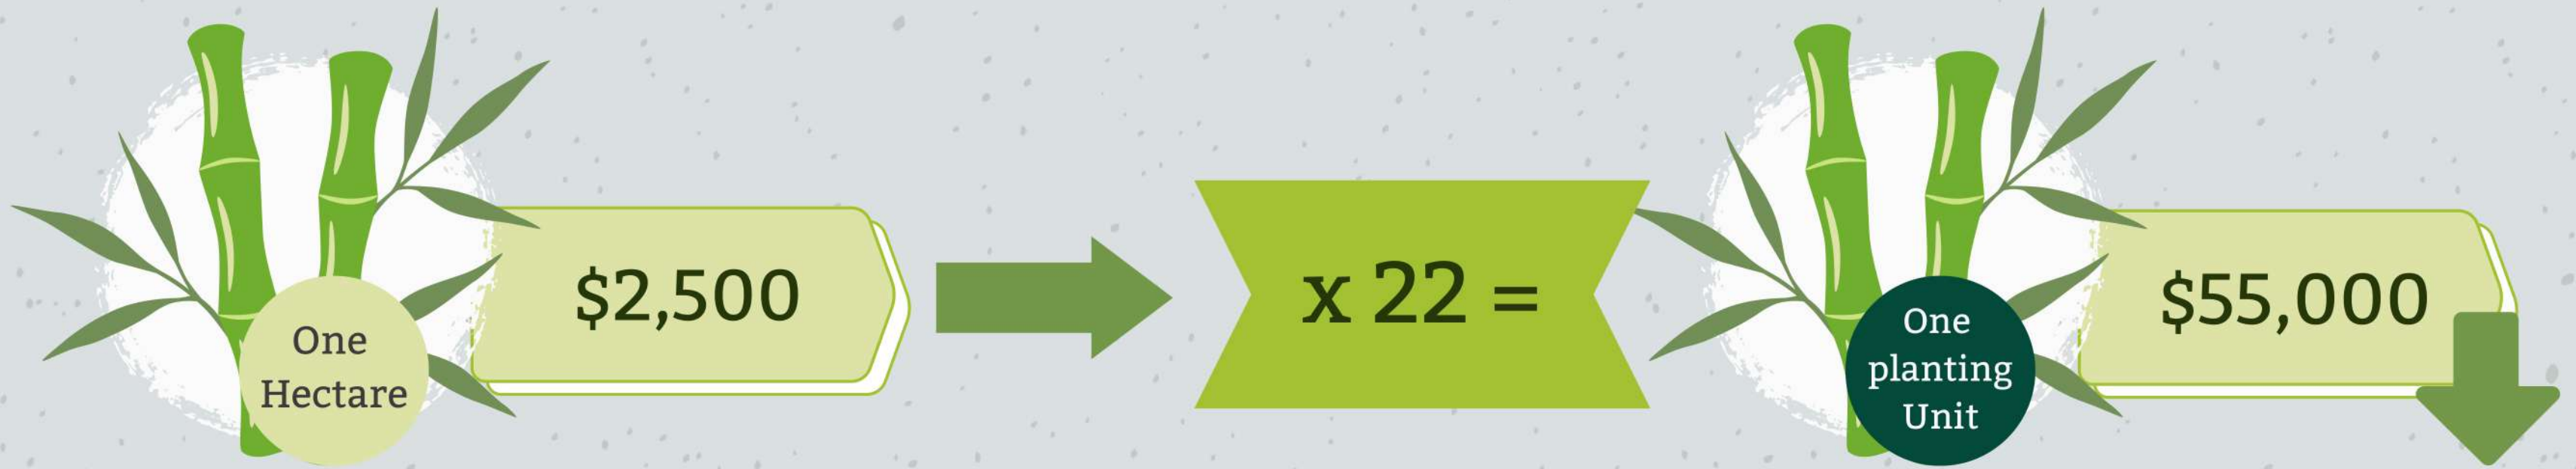 One
Hectare
$2,500
x 22 =
One
planting
Unit
$55,000